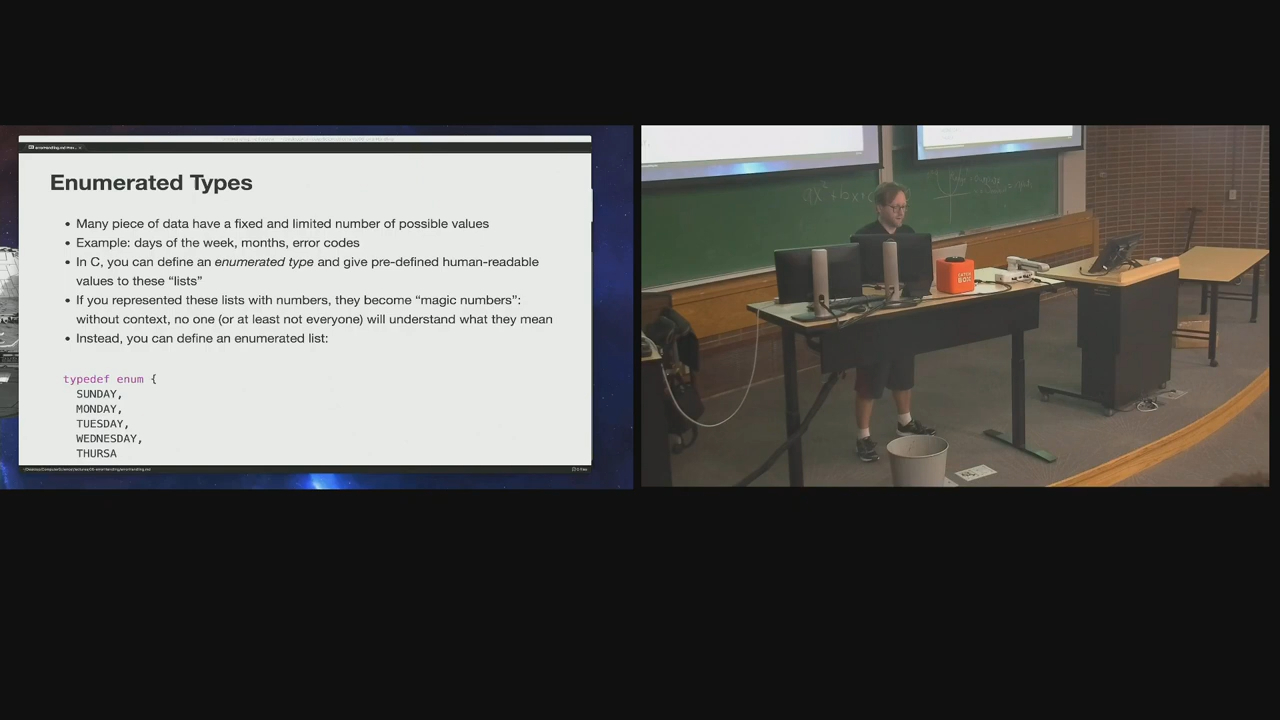 Enumerated Types
• Many piece of data have a fixed and limited number of possible values
• Example: days of the week, months, error codes
• In C, you can define an enumerated type and give pre-defined human-readable
values to these “lists”
• If you represented these lists with numbers, they become “magic numbers”:
without context, no one (or at least not everyone) will understand what they mean
• Instead, you can define an enumerated list:
typedef enum {
SUNDAY,
MONDAY,
TUESDAY,
WEDNESDAY,
THURSA
CATCH
BOX